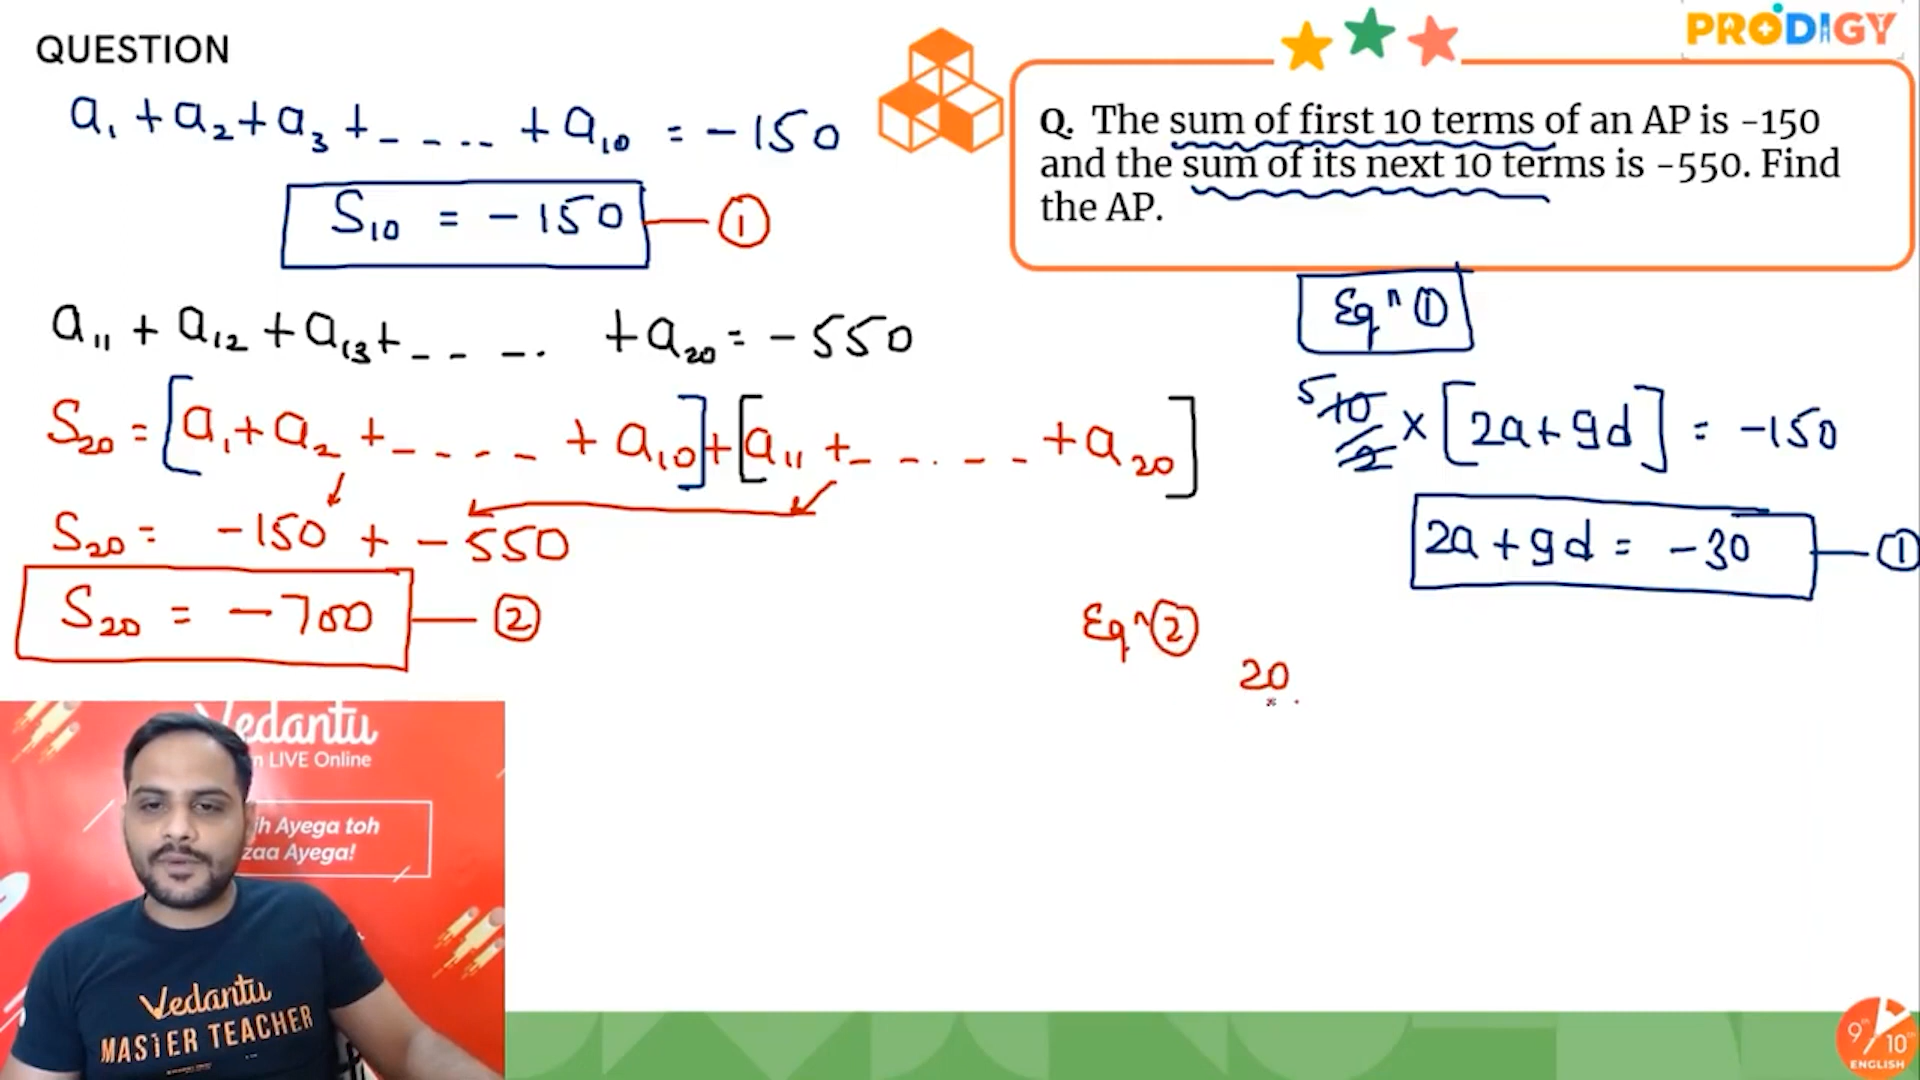 QUESTION
PRODIGY
a₁ + a₂ + a₃ + - - - .. + a₁₀ = -150
S₁₀ = -150 — ①
Q. The sum of first 10 terms of an AP is -150
and the sum of its next 10 terms is -550. Find
the AP.
a₁₁ + a₁₂ + a₁₃ + - - - . + a₂₀ = -550
S₂₀ = [a₁ + a₂ + - - - - + a₁₀] + [a₁₁ + - - . - - + a₂₀]
S₂₀ = -150 + -550
S₂₀ = -700 — ②
Eqⁿ ①
5 10/2 × [2a + 9d] = -150
2a + 9d = -30 — ①
Eqⁿ ②
20
Vedantu
LIVE Online
Ayega toh
Ayega!
Vedantu
MASTER TEACHER
9th 10th
ENGLISH